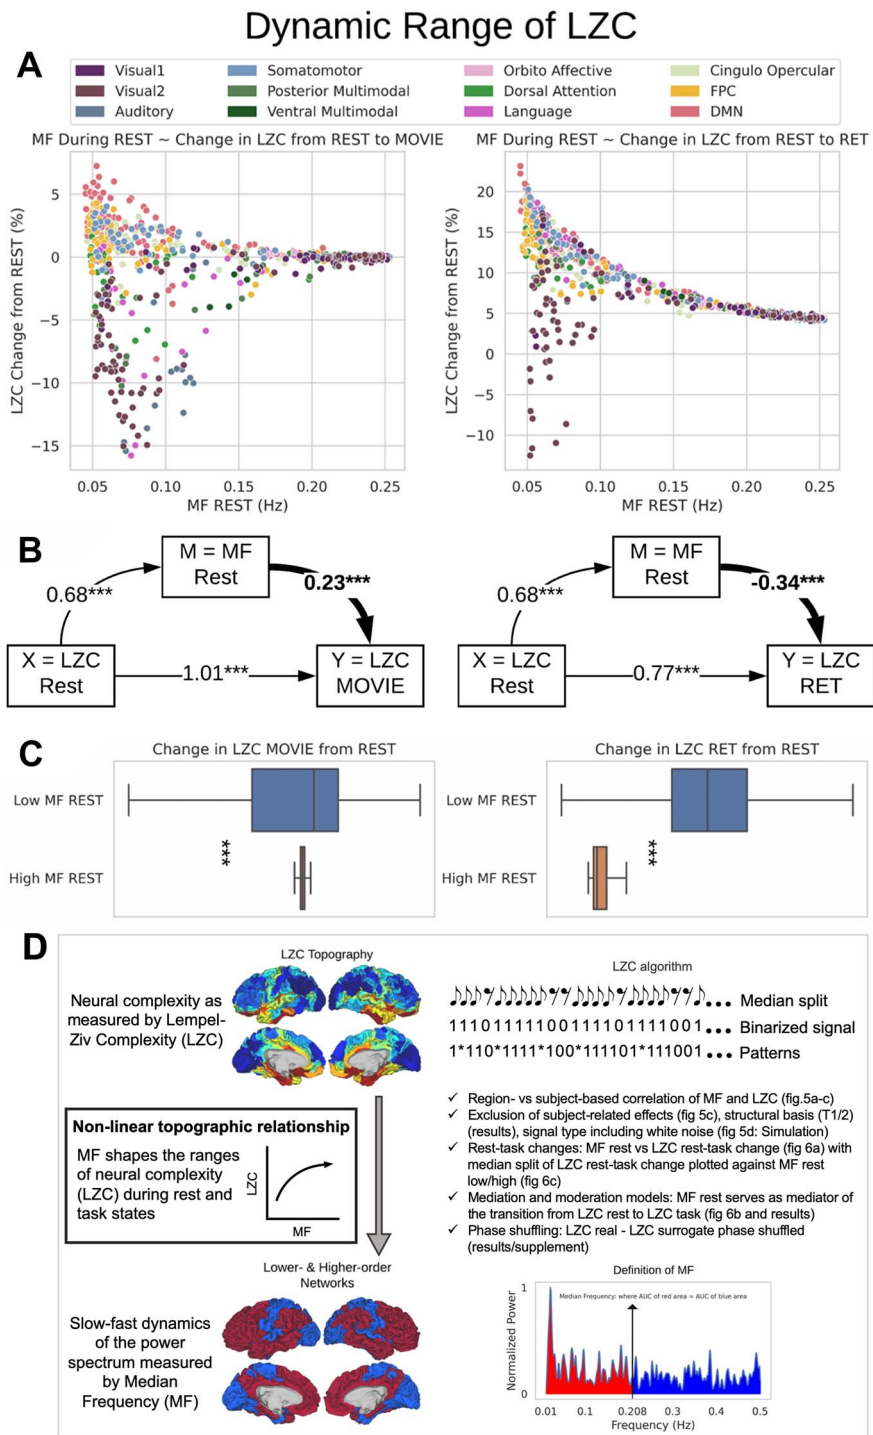 Dynamic Range of LZC
A
Visual1
Visual2
Auditory
Somatomotor
Posterior Multimodal
Ventral Multimodal
Orbito Affective
Dorsal Attention
Language
Cingulo Opercular
FPC
DMN
MF During REST ~ Change in LZC from REST to MOVIE
LZC Change from REST (%)
5
0
−5
−10
−15
0.05 0.10 0.15 0.20 0.25
MF REST (Hz)
MF During REST ~ Change in LZC from REST to RET
LZC Change from REST (%)
20
15
10
5
0
−5
−10
0.05 0.10 0.15 0.20 0.25
MF REST (Hz)
B
M = MF
Rest
0.68***
0.23***
X = LZC
Rest
1.01***
Y = LZC
MOVIE
M = MF
Rest
0.68***
-0.34***
X = LZC
Rest
0.77***
Y = LZC
RET
C
Change in LZC MOVIE from REST
Low MF REST
***
High MF REST
Change in LZC RET from REST
Low MF REST
***
High MF REST
D
LZC Topography
Neural complexity as
measured by Lempel-
Ziv Complexity (LZC)
Non-linear topographic relationship
MF shapes the ranges
of neural complexity
(LZC) during rest and
task states
LZC
MF
Lower- & Higher-order
Networks
Slow-fast dynamics
of the power
spectrum measured
by Median
Frequency (MF)
LZC algorithm
... Median split
1110111110011110111​1001 ... Binarized signal
1*110*1111*100*111101*111001 ... Patterns
✓ Region- vs subject-based correlation of MF and LZC (fig.5a-c)
✓ Exclusion of subject-related effects (fig 5c), structural basis (T1/2)
(results), signal type including white noise (fig 5d: Simulation)
✓ Rest-task changes: MF rest vs LZC rest-task change (fig 6a) with
median split of LZC rest-task change plotted against MF rest
low/high (fig 6c)
✓ Mediation and moderation models: MF rest serves as mediator of
the transition from LZC rest to LZC task (fig 6b and results)
✓ Phase shuffling: LZC real - LZC surrogate phase shuffled
(results/supplement)
Definition of MF
Median Frequency: where AUC of red area = AUC of blue area
Normalized Power
1
0
0.01 0.1 0.208 0.3 0.4 0.5
Frequency (Hz)